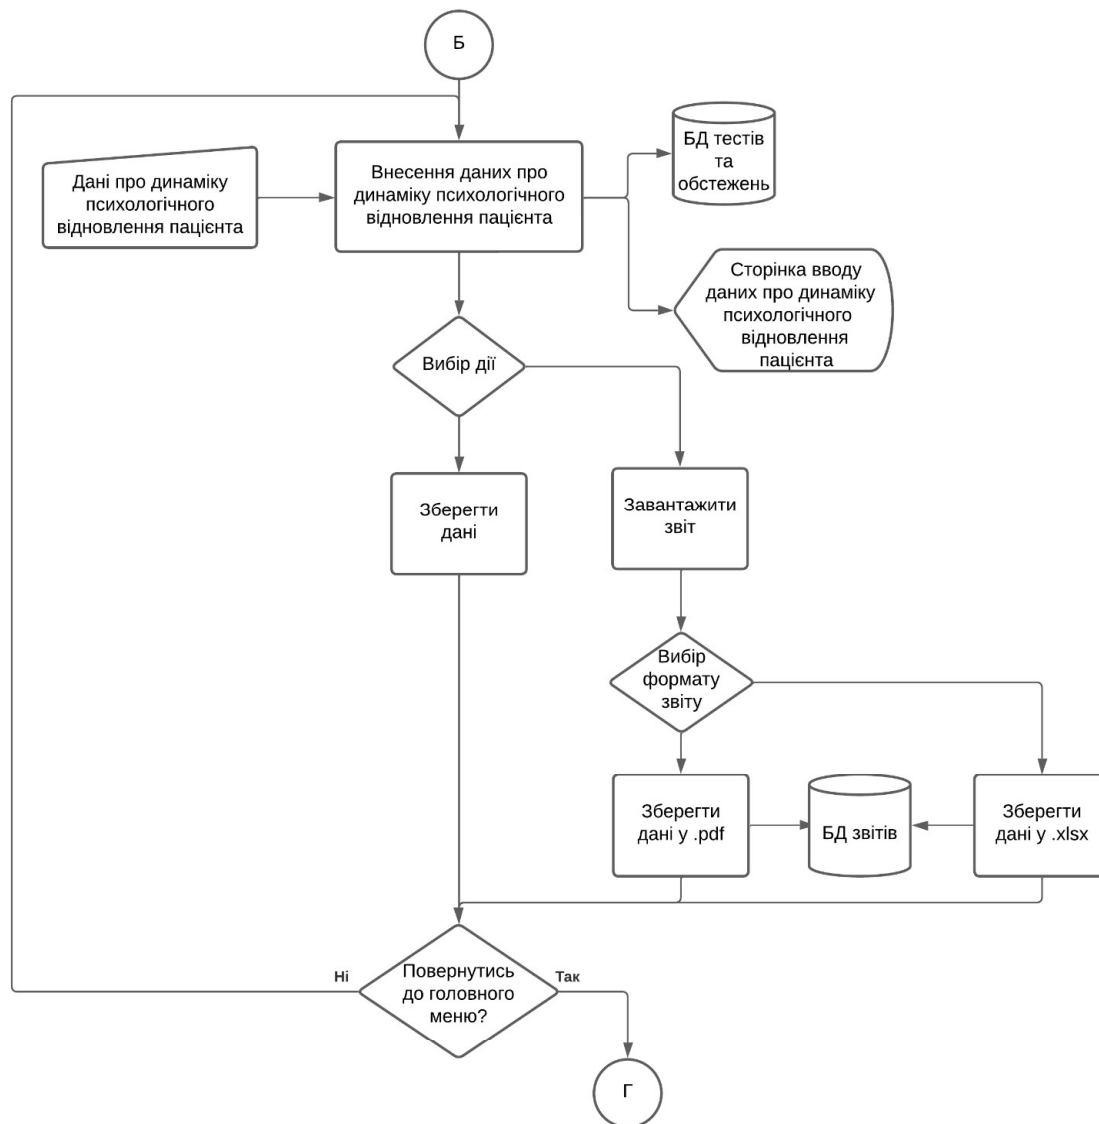 Б
Дані про динаміку
психологічного
відновлення пацієнта
Внесення даних про
динаміку психологічного
відновлення пацієнта
БД тестів
та
обстежень
Сторінка вводу
даних про динаміку
психологічного
відновлення
пацієнта
Вибір дії
Зберегти
дані
Завантажити
звіт
Вибір
формату
звіту
Зберегти
дані у .pdf
БД звітів
Зберегти
дані у .xlsx
Ні
Повернутись
до головного
меню?
Так
Г